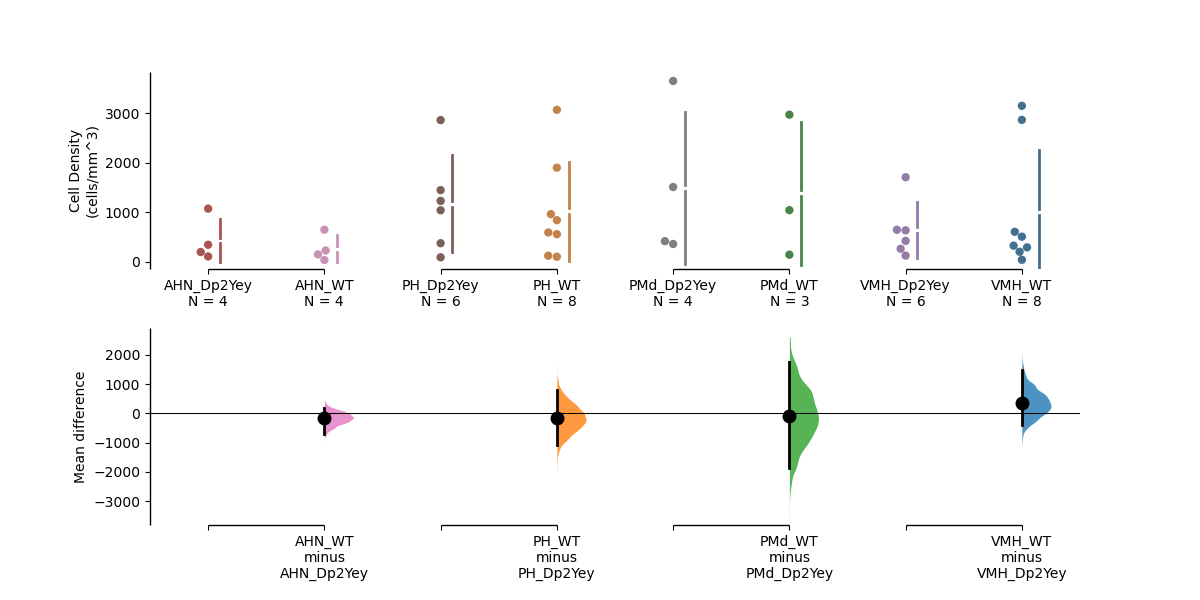 Cell Density
(cells/mm^3)
3000
2000
1000
0
AHN_Dp2Yey
N = 4
AHN_WT
N = 4
PH_Dp2Yey
N = 6
PH_WT
N = 8
PMd_Dp2Yey
N = 4
PMd_WT
N = 3
VMH_Dp2Yey
N = 6
VMH_WT
N = 8
Mean difference
2000
1000
0
−1000
−2000
−3000
AHN_WT
minus
AHN_Dp2Yey
PH_WT
minus
PH_Dp2Yey
PMd_WT
minus
PMd_Dp2Yey
VMH_WT
minus
VMH_Dp2Yey